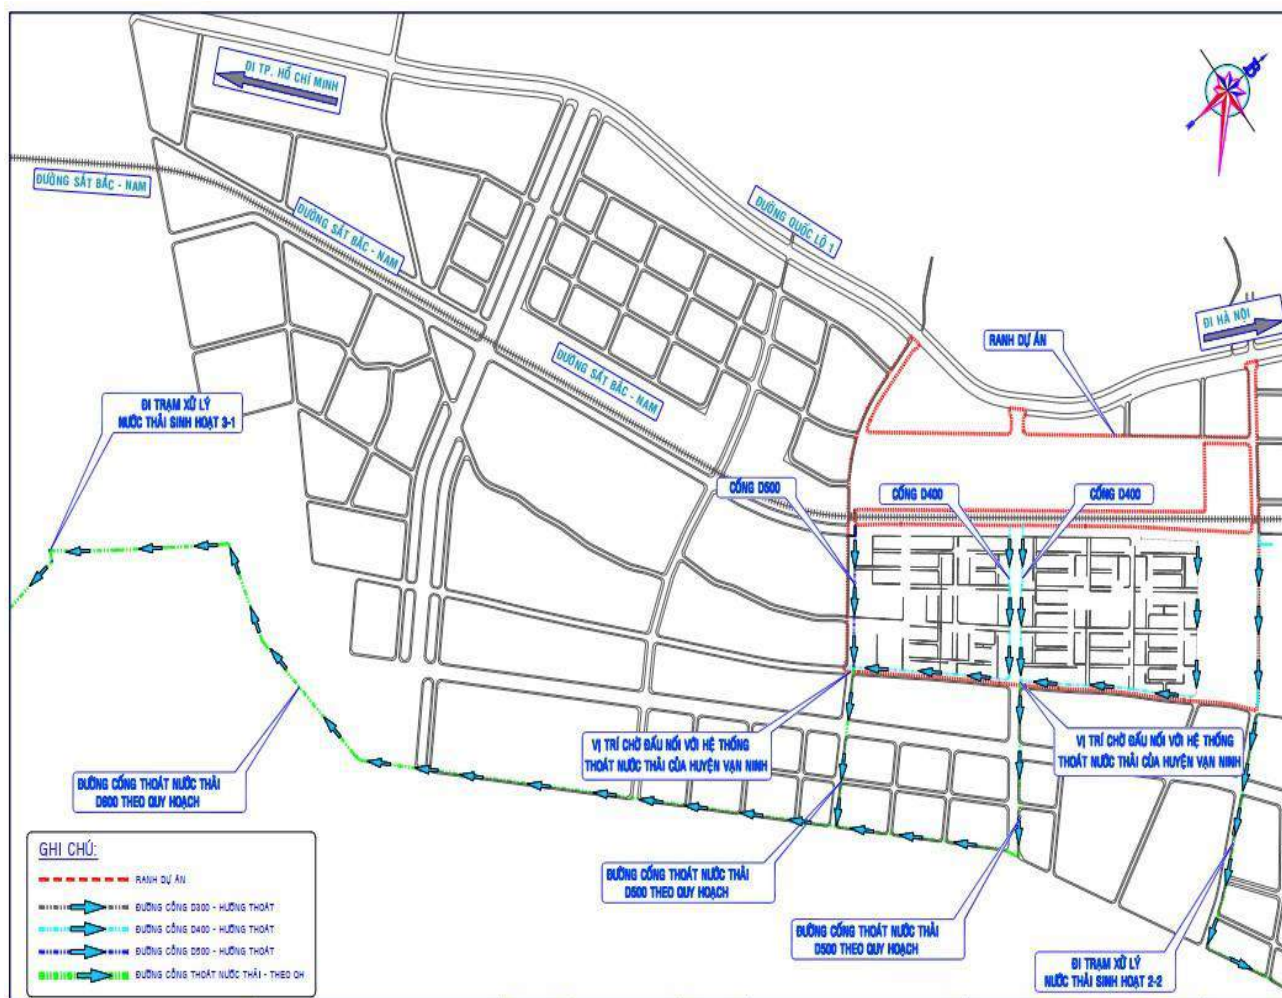 ĐI TP. HỒ CHÍ MINH
ĐƯỜNG SẮT BẮC - NAM
ĐƯỜNG SẮT BẮC - NAM
ĐƯỜNG QUỐC LỘ 1
ĐI HÀ NỘI
RANH DỰ ÁN
ĐƯỜNG SẮT BẮC - NAM
ĐI TRẠM XỬ LÝ
NƯỚC THẢI SINH HOẠT 3-1
CỐNG D500
CỐNG D400
CỐNG D400
VỊ TRÍ CHỜ ĐẤU NỐI VỚI HỆ THỐNG
THOÁT NƯỚC THẢI CỦA HUYỆN VẠN NINH
VỊ TRÍ CHỜ ĐẤU NỐI VỚI HỆ THỐNG
THOÁT NƯỚC THẢI CỦA HUYỆN VẠN NINH
ĐƯỜNG CỐNG THOÁT NƯỚC THẢI
D600 THEO QUY HOẠCH
ĐƯỜNG CỐNG THOÁT NƯỚC THẢI
D500 THEO QUY HOẠCH
ĐƯỜNG CỐNG THOÁT NƯỚC THẢI
D500 THEO QUY HOẠCH
ĐI TRẠM XỬ LÝ
NƯỚC THẢI SINH HOẠT 2-2
GHI CHÚ:
RANH DỰ ÁN
ĐƯỜNG CỐNG D300 - HƯỚNG THOÁT
ĐƯỜNG CỐNG D400 - HƯỚNG THOÁT
ĐƯỜNG CỐNG D500 - HƯỚNG THOÁT
ĐƯỜNG CỐNG THOÁT NƯỚC THẢI - THEO QH